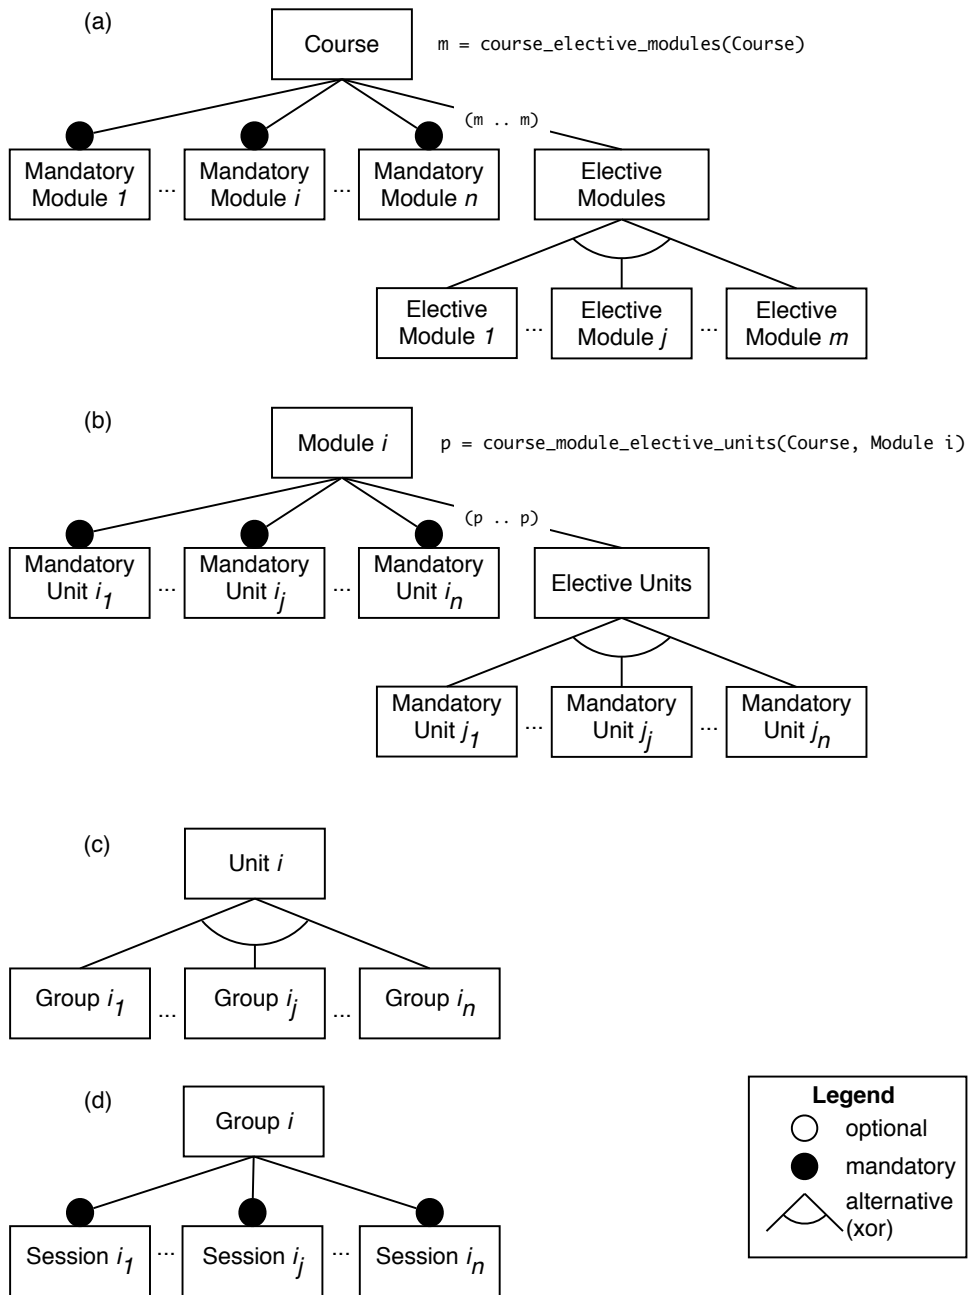 (a)
Course
m = course_elective_modules(Course)
(m .. m)
Mandatory
Module 1
...
Mandatory
Module i
...
Mandatory
Module n
Elective
Modules
Elective
Module 1
...
Elective
Module j
...
Elective
Module m
(b)
Module i
p = course_module_elective_units(Course, Module i)
(p .. p)
Mandatory
Unit i1
...
Mandatory
Unit ij
...
Mandatory
Unit in
Elective Units
Mandatory
Unit j1
...
Mandatory
Unit jj
...
Mandatory
Unit jn
(c)
Unit i
Group i1
...
Group ij
...
Group in
(d)
Group i
Session i1
...
Session ij
...
Session in
Legend
optional
mandatory
alternative
(xor)